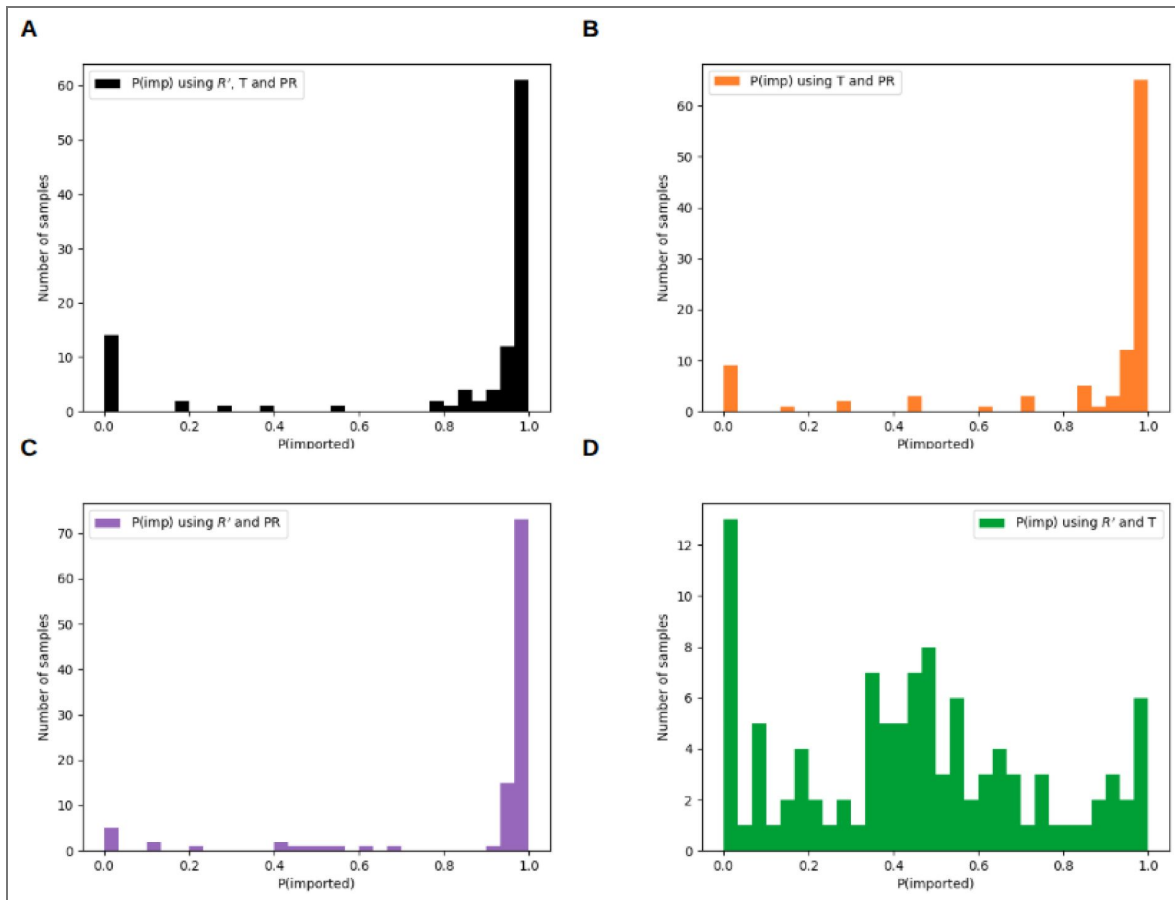 A
P(imp) using R′, T and PR
Number of samples
60
50
40
30
20
10
0
0.0 0.2 0.4 0.6 0.8 1.0
P(imported)
B
P(imp) using T and PR
Number of samples
60
50
40
30
20
10
0
0.0 0.2 0.4 0.6 0.8 1.0
P(imported)
C
P(imp) using R′ and PR
Number of samples
70
60
50
40
30
20
10
0
0.0 0.2 0.4 0.6 0.8 1.0
P(imported)
D
P(imp) using R′ and T
Number of samples
12
10
8
6
4
2
0
0.0 0.2 0.4 0.6 0.8 1.0
P(imported)